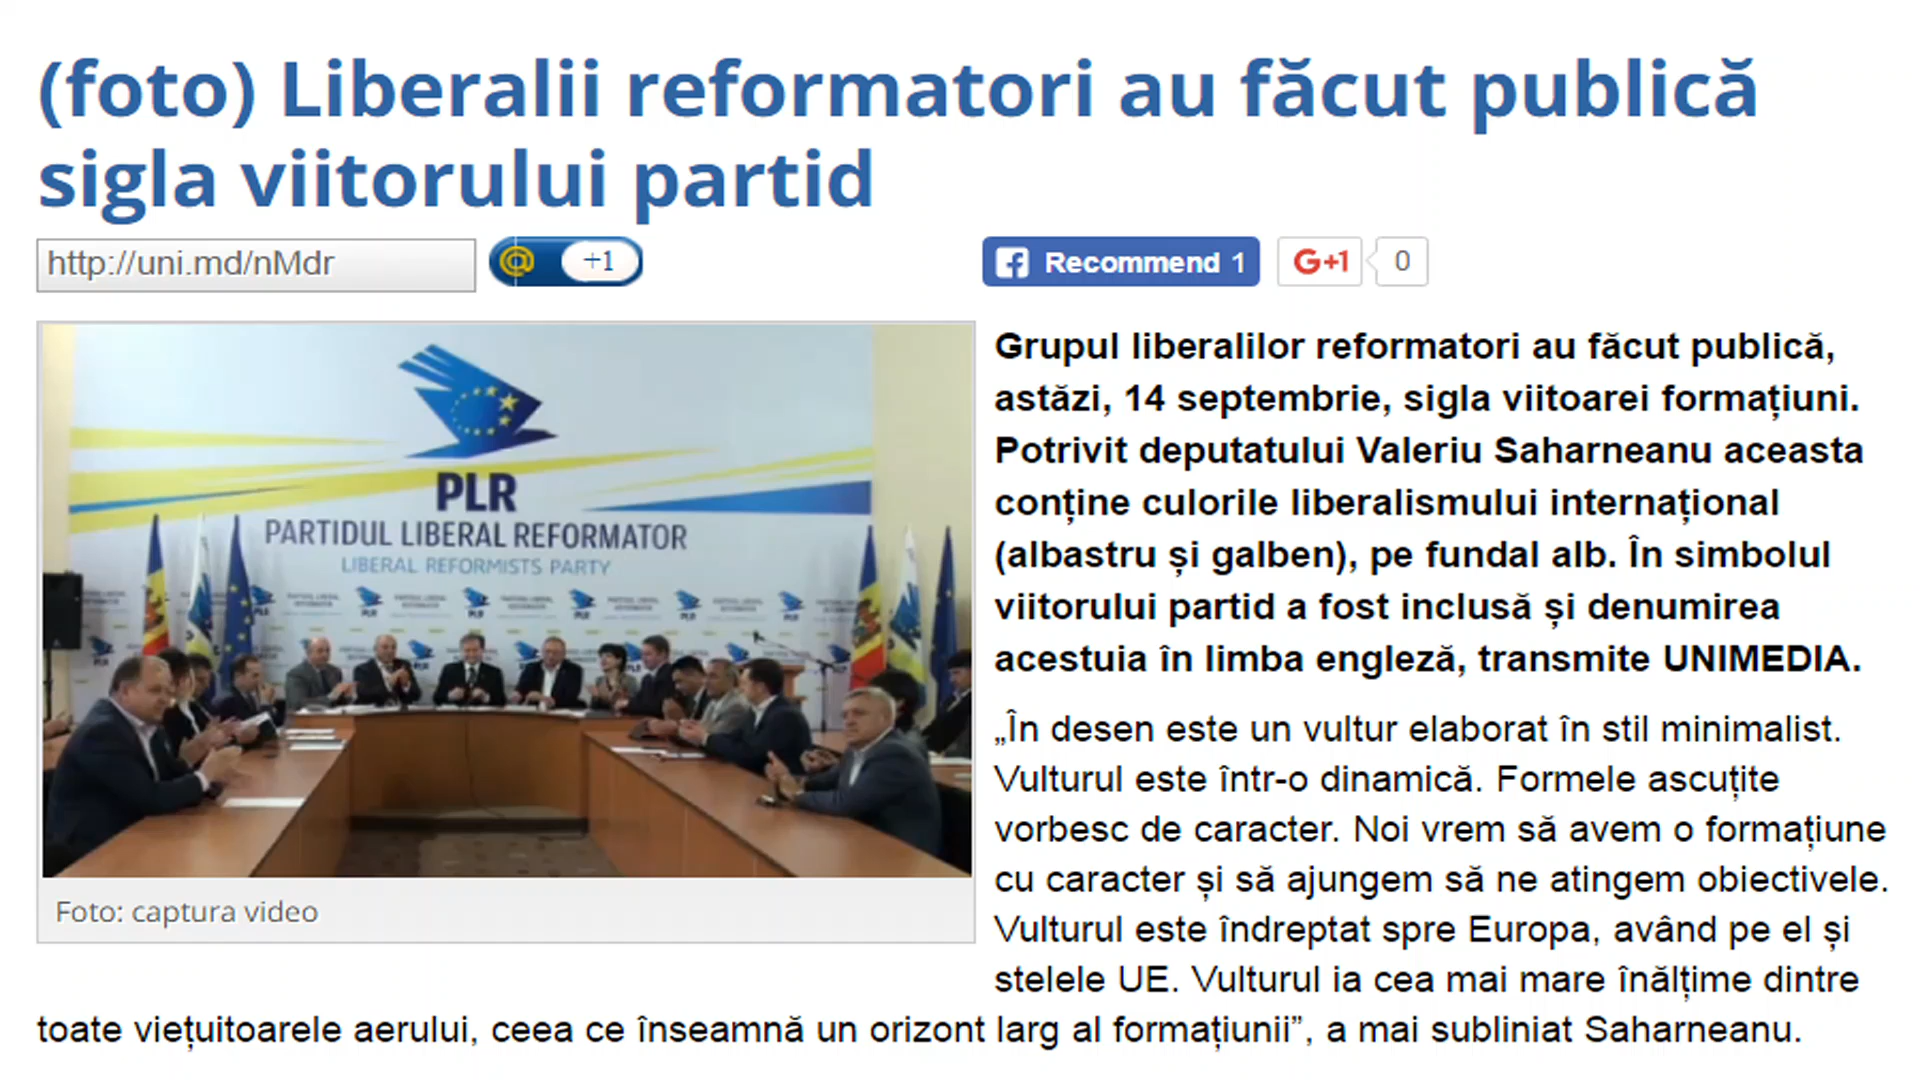 (foto) Liberalii reformatori au făcut publică
sigla viitorului partid
http://uni.md/nMdr
@ +1
Recommend 1
G+1
0
PLR
PARTIDUL LIBERAL REFORMATOR
LIBERAL REFORMISTS PARTY
Foto: captura video
Grupul liberalilor reformatori au făcut publică,
astăzi, 14 septembrie, sigla viitoarei formațiuni.
Potrivit deputatului Valeriu Saharneanu aceasta
conține culorile liberalismului internațional
(albastru și galben), pe fundal alb. În simbolul
viitorului partid a fost inclusă și denumirea
acestuia în limba engleză, transmite UNIMEDIA.
„În desen este un vultur elaborat în stil minimalist.
Vulturul este într-o dinamică. Formele ascuțite
vorbesc de caracter. Noi vrem să avem o formațiune
cu caracter și să ajungem să ne atingem obiectivele.
Vulturul este îndreptat spre Europa, având pe el și
stelele UE. Vulturul ia cea mai mare înălțime dintre
toate viețuitoarele aerului, ceea ce înseamnă un orizont larg al formațiunii”, a mai subliniat Saharneanu.